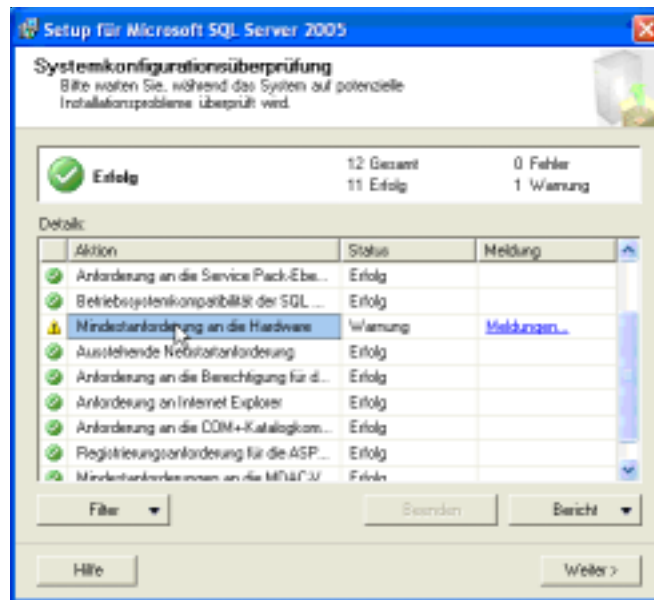 Setup für Microsoft SQL Server 2005
Systemkonfigurationsüberprüfung
Bitte warten Sie, während das System auf potenzielle
Installationsprobleme überprüft wird.
Erfolg
12 Gesamt
0 Fehler
11 Erfolg
1 Warnung
Details:
Aktion Status Meldung
Anforderung an die Service Pack-Ebe... Erfolg
Betriebssystemkompatibilität der SQL ... Erfolg
Mindestanforderung an die Hardware Warnung Meldungen...
Ausstehende Neustartanforderung Erfolg
Anforderung an die Berechtigung für d... Erfolg
Anforderung an Internet Explorer Erfolg
Anforderung an die COM+-Katalogkom... Erfolg
Registrierungsanforderung für die ASP... Erfolg
Mindestanforderungen an die MDAC-V... Erfolg
Filter Beenden Bericht
Hilfe Weiter >